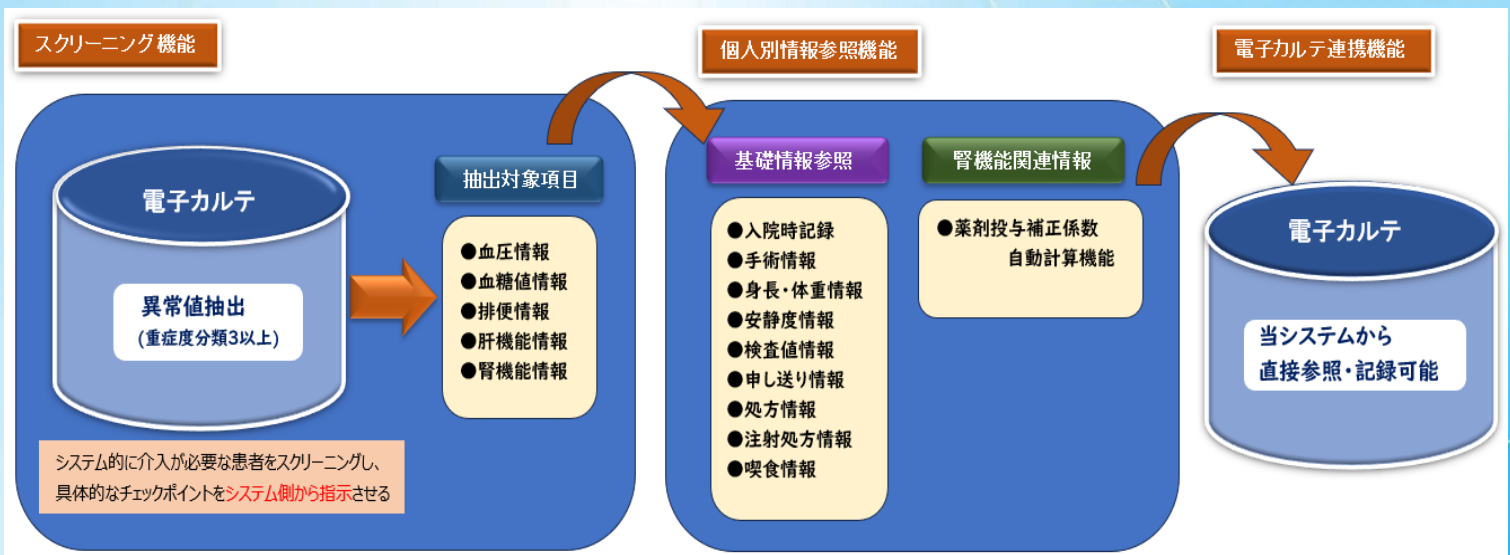 スクリーニング機能
電子カルテ
異常値抽出
(重症度分類3以上)
抽出対象項目
●血圧情報
●血糖値情報
●排便情報
●肝機能情報
●腎機能情報
システム的に介入が必要な患者をスクリーニングし、
具体的なチェックポイントをシステム側から指示させる
個人別情報参照機能
基礎情報参照
●入院時記録
●手術情報
●身長・体重情報
●安静度情報
●検査値情報
●申し送り情報
●処方情報
●注射処方情報
●喫食情報
腎機能関連情報
●薬剤投与補正係数
自動計算機能
電子カルテ連携機能
電子カルテ
当システムから
直接参照・記録可能